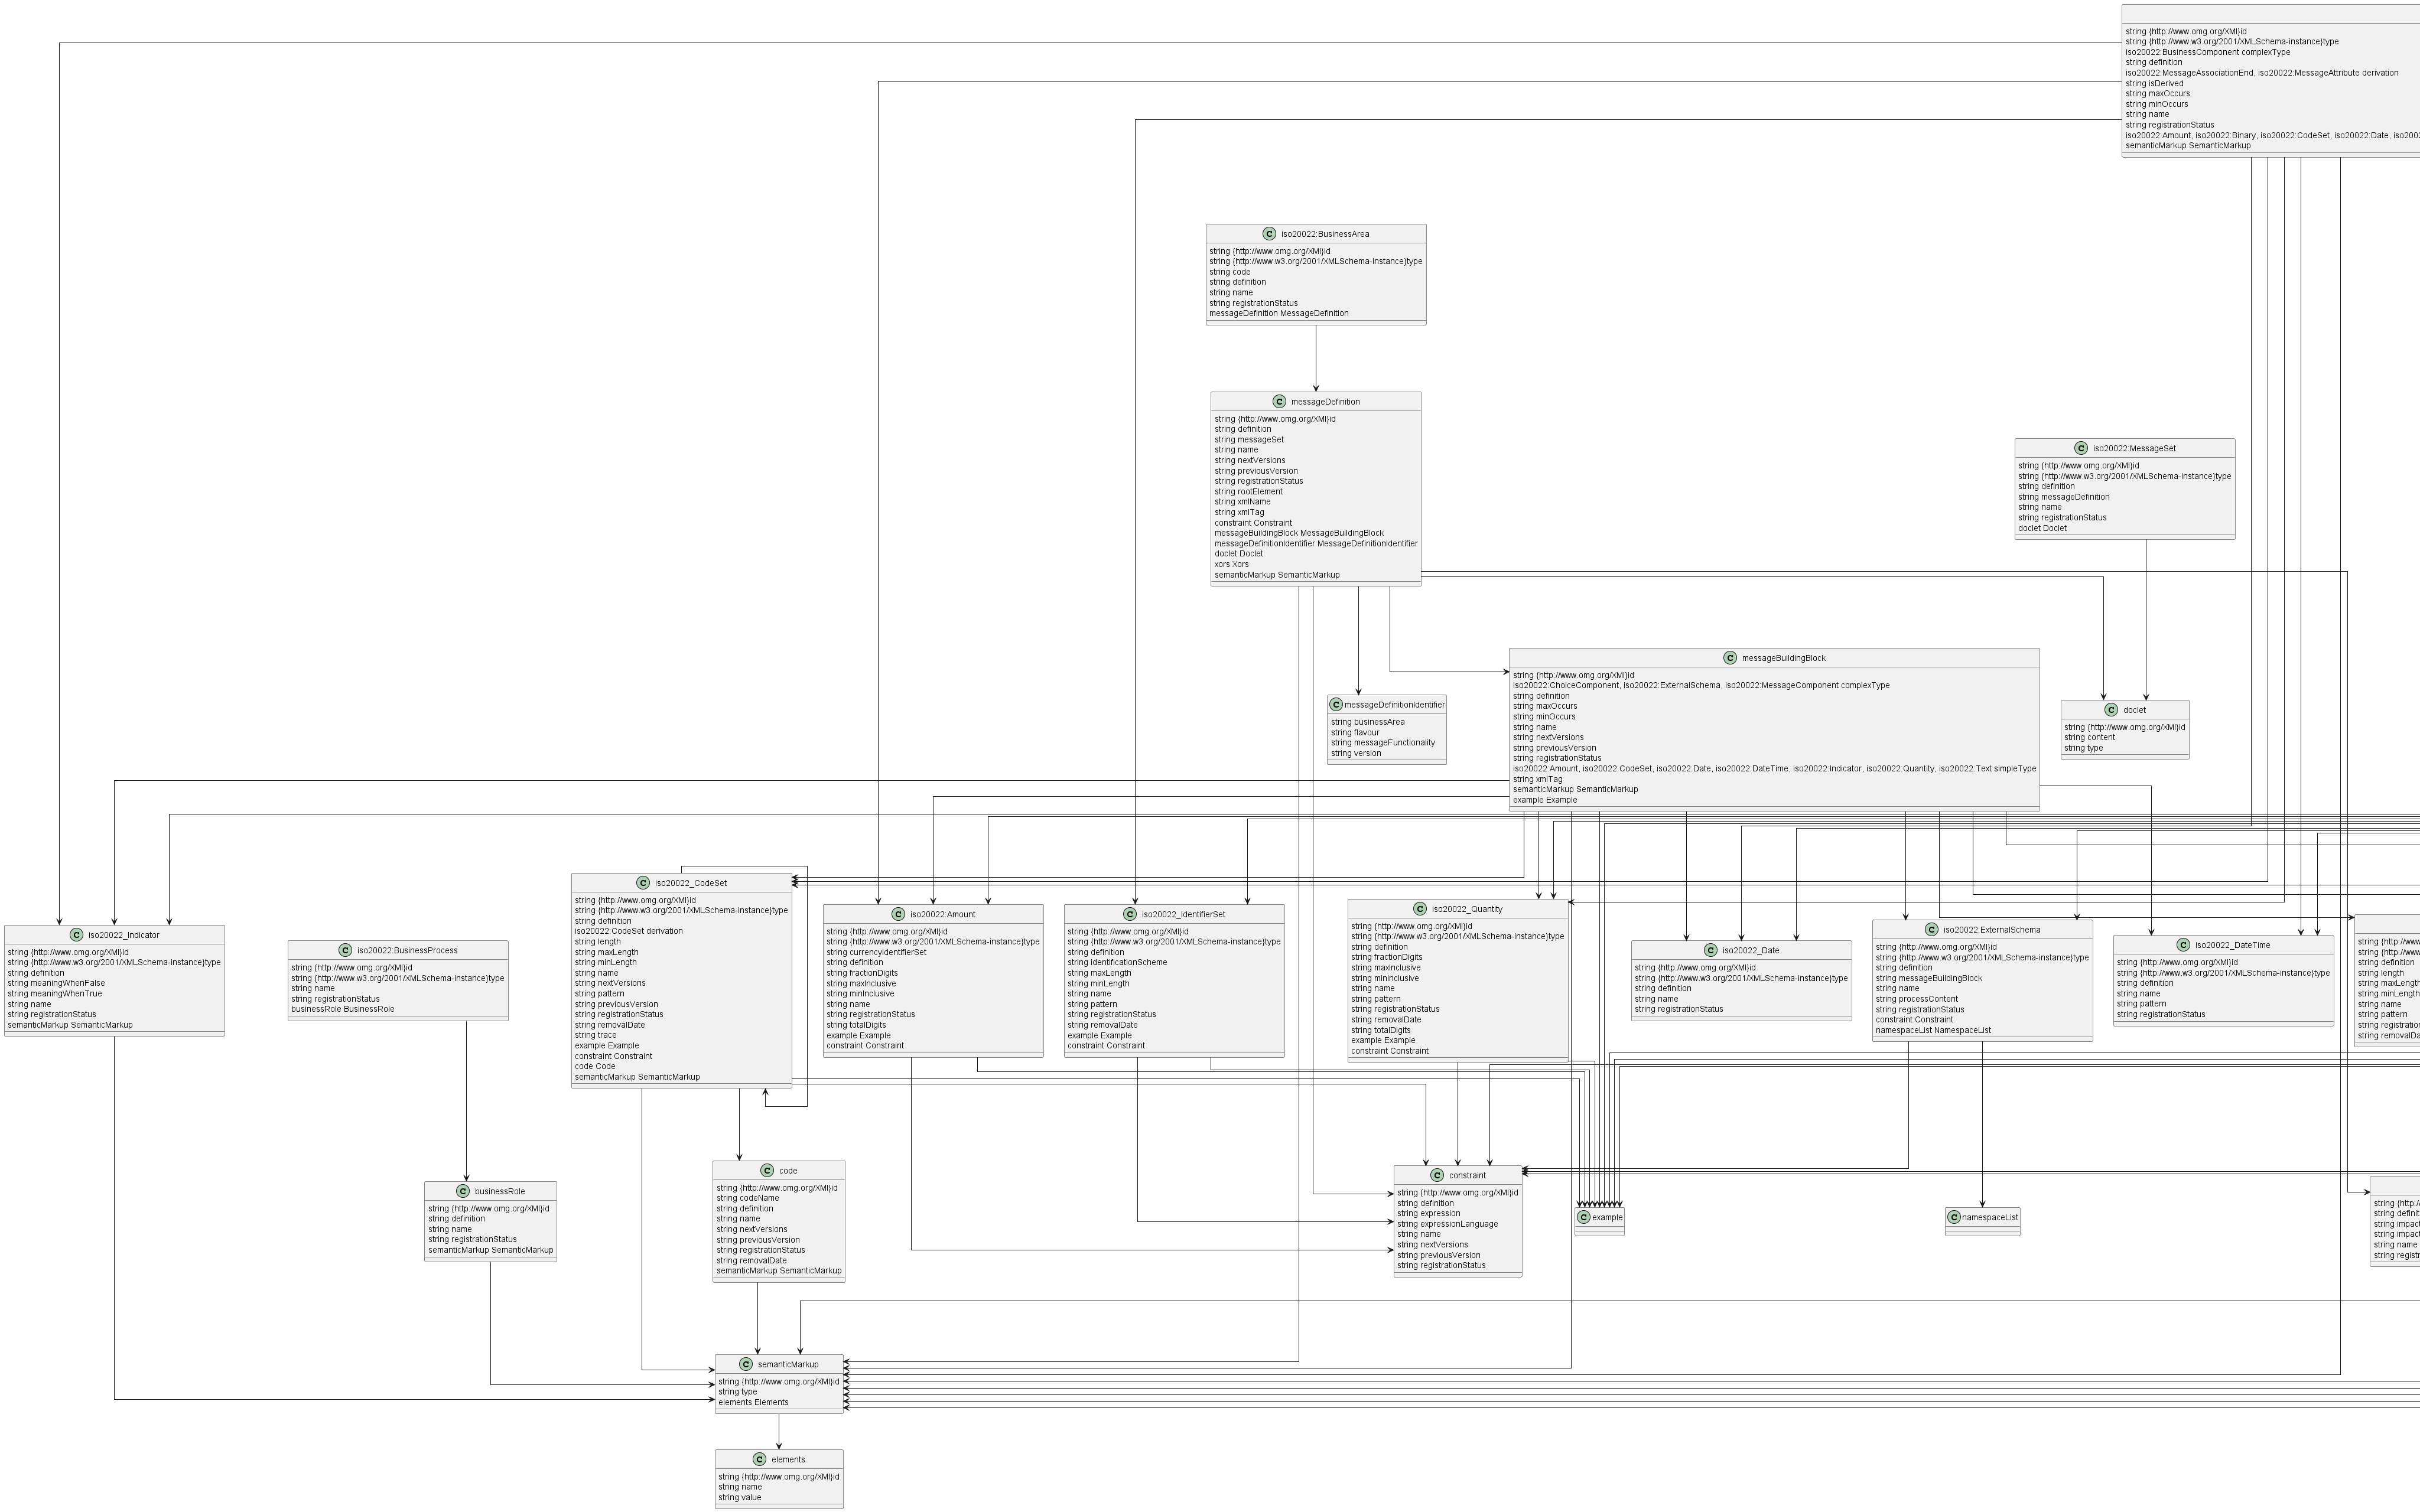 string {http://www.omg.org/XMI}id
string {http://www.w3.org/2001/XMLSchema-instance}type
iso20022:BusinessComponent complexType
string definition
iso20022:MessageAssociationEnd, iso20022:MessageAttribute derivation
string isDerived
string maxOccurs
string minOccurs
string name
string registrationStatus
iso20022:Amount, iso20022:Binary, iso20022:CodeSet, iso20022:Date,
semanticMarkup SemanticMarkup
C iso20022:BusinessArea
string {http://www.omg.org/XMI}id
string {http://www.w3.org/2001/XMLSchema-instance}type
string code
string definition
string name
string registrationStatus
messageDefinition MessageDefinition
C messageDefinition
string {http://www.omg.org/XMI}id
string definition
string messageSet
string name
string nextVersions
string previousVersion
string registrationStatus
string rootElement
string xmlName
string xmlTag
constraint Constraint
messageBuildingBlock MessageBuildingBlock
messageDefinitionIdentifier MessageDefinitionIdentifier
doclet Doclet
xors Xors
semanticMarkup SemanticMarkup
C iso20022:MessageSet
string {http://www.omg.org/XMI}id
string {http://www.w3.org/2001/XMLSchema-instance}type
string definition
string messageDefinition
string name
string registrationStatus
doclet Doclet
C messageBuildingBlock
string {http://www.omg.org/XMI}id
iso20022:ChoiceComponent, iso20022:ExternalSchema, iso20022:MessageComponent complexType
string definition
string maxOccurs
string minOccurs
string name
string nextVersions
string previousVersion
string registrationStatus
iso20022:Amount, iso20022:CodeSet, iso20022:Date, iso20022:DateTime, iso20022:Indicator, iso20022:Quantity, iso20022:Text simpleType
string xmlTag
semanticMarkup SemanticMarkup
example Example
C messageDefinitionIdentifier
string businessArea
string flavour
string messageFunctionality
string version
C doclet
string {http://www.omg.org/XMI}id
string content
string type
C iso20022_Indicator
string {http://www.omg.org/XMI}id
string {http://www.w3.org/2001/XMLSchema-instance}type
string definition
string meaningWhenFalse
string meaningWhenTrue
string name
string registrationStatus
semanticMarkup SemanticMarkup
C iso20022:BusinessProcess
string {http://www.omg.org/XMI}id
string {http://www.w3.org/2001/XMLSchema-instance}type
string name
string registrationStatus
businessRole BusinessRole
C iso20022_CodeSet
string {http://www.omg.org/XMI}id
string {http://www.w3.org/2001/XMLSchema-instance}type
string definition
iso20022:CodeSet derivation
string length
string maxLength
string minLength
string name
string nextVersions
string pattern
string previousVersion
string registrationStatus
string removalDate
string trace
example Example
constraint Constraint
code Code
semanticMarkup SemanticMarkup
C iso20022:Amount
string {http://www.omg.org/XMI}id
string {http://www.w3.org/2001/XMLSchema-instance}type
string currencyIdentifierSet
string definition
string fractionDigits
string maxInclusive
string minInclusive
string name
string registrationStatus
string totalDigits
example Example
constraint Constraint
C iso20022_IdentifierSet
string {http://www.omg.org/XMI}id
string {http://www.w3.org/2001/XMLSchema-instance}type
string definition
string identificationScheme
string maxLength
string minLength
string name
string pattern
string registrationStatus
string removalDate
example Example
constraint Constraint
C iso20022_Quantity
string {http://www.omg.org/XMI}id
string {http://www.w3.org/2001/XMLSchema-instance}type
string definition
string fractionDigits
string maxInclusive
string minInclusive
string name
string pattern
string registrationStatus
string removalDate
string totalDigits
example Example
constraint Constraint
C iso20022_Date
string {http://www.omg.org/XMI}id
string {http://www.w3.org/2001/XMLSchema-instance}type
string definition
string name
string registrationStatus
C iso20022:ExternalSchema
string {http://www.omg.org/XMI}id
string {http://www.w3.org/2001/XMLSchema-instance}type
string definition
string messageBuildingBlock
string name
string processContent
string registrationStatus
constraint Constraint
namespaceList NamespaceList
C iso20022_DateTime
string {http://www.omg.org/XMI}id
string {http://www.w3.org/2001/XMLSchema-instance}type
string definition
string name
string pattern
string registrationStatus
string {http://www
string {http://www
string definition
string length
string maxLength
string minLength
string name
string pattern
string registration
string removalDa
C businessRole
string {http://www.omg.org/XMI}id
string definition
string name
string registrationStatus
semanticMarkup SemanticMarkup
C code
string {http://www.omg.org/XMI}id
string codeName
string definition
string name
string nextVersions
string previousVersion
string registrationStatus
string removalDate
semanticMarkup SemanticMarkup
C constraint
string {http://www.omg.org/XMI}id
string definition
string expression
string expressionLanguage
string name
string nextVersions
string previousVersion
string registrationStatus
C example
C namespaceList
string {http:/
string definit
string impact
string impact
string name
string registr
C semanticMarkup
string {http://www.omg.org/XMI}id
string type
elements Elements
C elements
string {http://www.omg.org/XMI}id
string name
string value